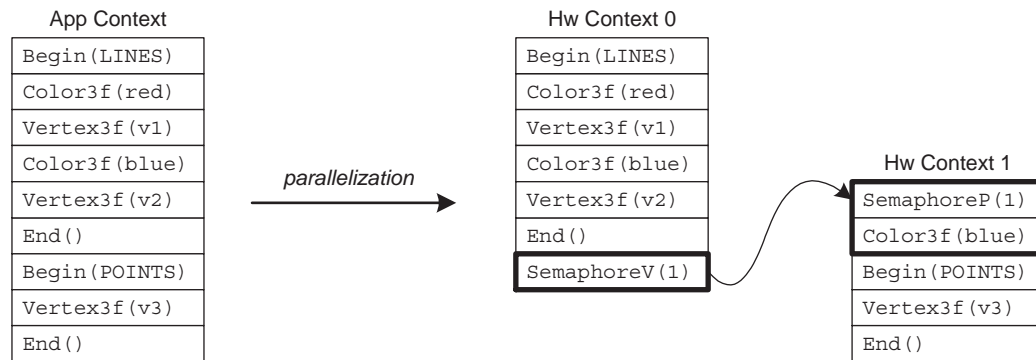 App Context
Begin(LINES)
Color3f(red)
Vertex3f(v1)
Color3f(blue)
Vertex3f(v2)
End()
Begin(POINTS)
Vertex3f(v3)
End()
parallelization
Hw Context 0
Begin(LINES)
Color3f(red)
Vertex3f(v1)
Color3f(blue)
Vertex3f(v2)
End()
SemaphoreV(1)
Hw Context 1
SemaphoreP(1)
Color3f(blue)
Begin(POINTS)
Vertex3f(v3)
End()